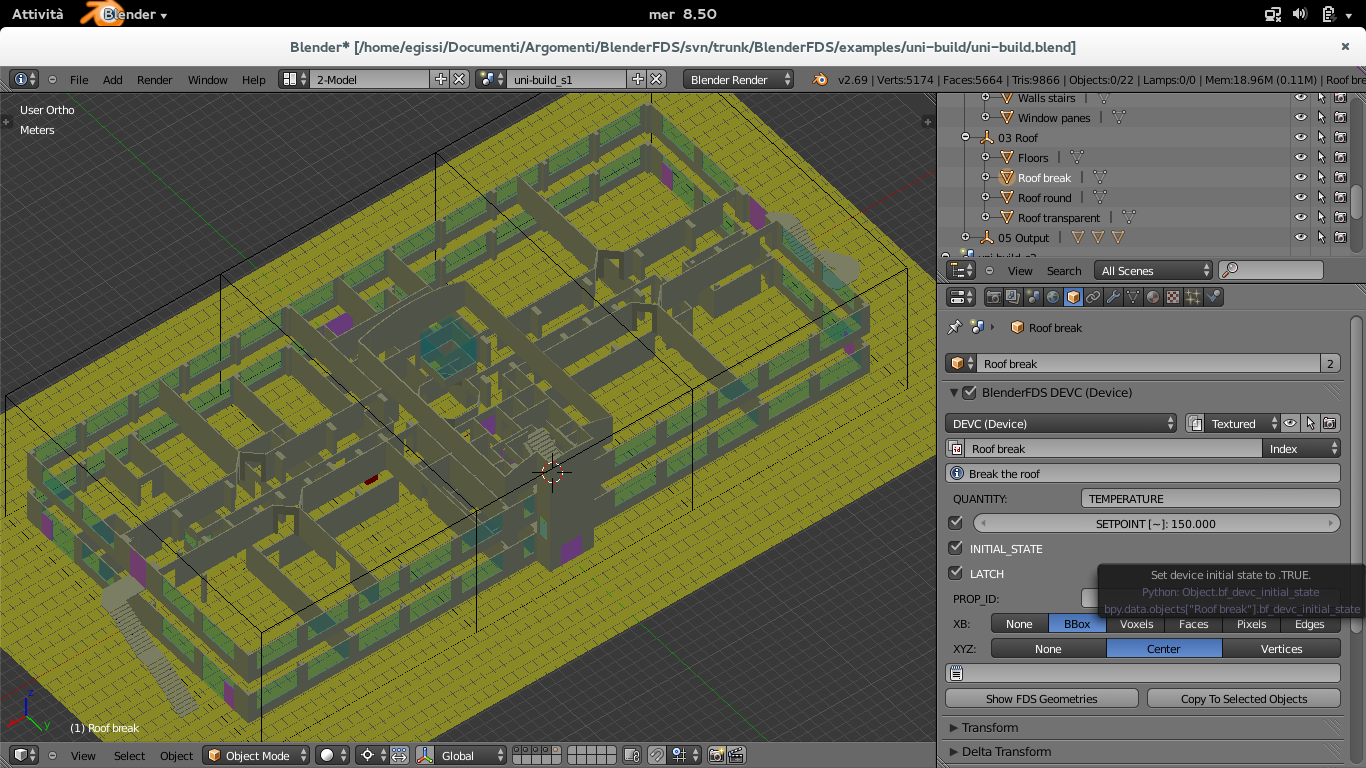 Attività Blender mer 8.50
Blender* [/home/egissi/Documenti/Argomenti/BlenderFDS/svn/trunk/BlenderFDS/examples/uni-build/uni-build.blend]
File Add Render Window Help 2-Model uni-build_s1 Blender Render v2.69 | Verts:5174 | Faces:5664 | Tris:9866 | Objects:0/22 | Lamps:0/0 | Mem:18.96M (0.11M) | Roof bre
User Ortho
Meters
(1) Roof break
View Select Object Object Mode Global
Walls stairs
Window panes
03 Roof
Floors
Roof break
Roof round
Roof transparent
05 Output
View Search All Scenes
Roof break
Roof break 2
BlenderFDS DEVC (Device)
DEVC (Device) Textured
Roof break Index
Break the roof
QUANTITY: TEMPERATURE
SETPOINT [~]: 150.000
INITIAL_STATE
LATCH
Set device initial state to .TRUE.
Python: Object.bf_devc_initial_state
bpy.data.objects["Roof break"].bf_devc_initial_state
PROP_ID:
XB: None BBox Voxels Faces Pixels Edges
XYZ: None Center Vertices
Show FDS Geometries Copy To Selected Objects
Transform
Delta Transform